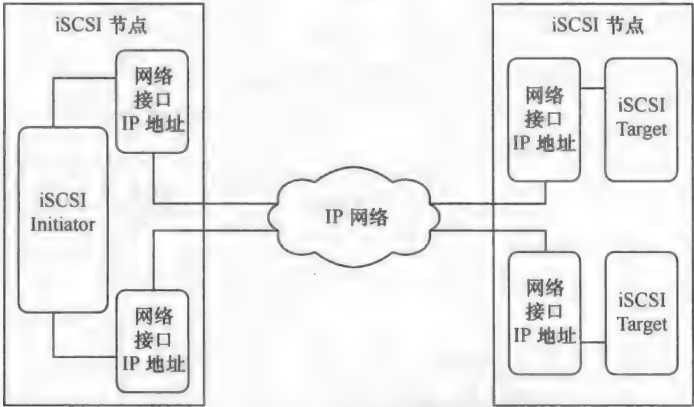 iSCSI 节点
网络
接口
IP 地址
iSCSI
Initiator
网络
接口
IP 地址
IP 网络
iSCSI 节点
网络
接口
IP 地址
iSCSI
Target
网络
接口
IP 地址
iSCSI
Target